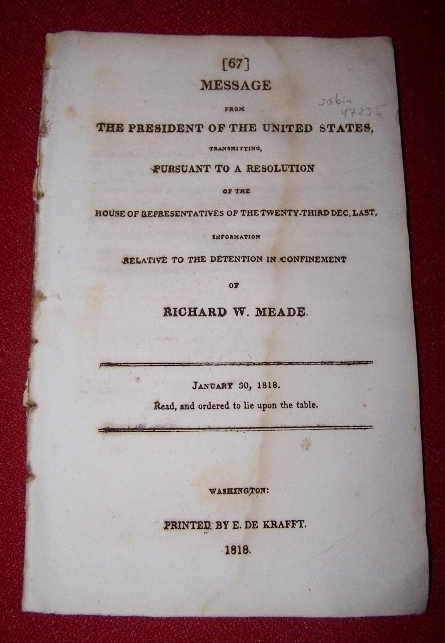 [67]
MESSAGE
FROM
THE PRESIDENT OF THE UNITED STATES,
TRANSMITTING,
PURSUANT TO A RESOLUTION
OF THE
HOUSE OF REPRESENTATIVES OF THE TWENTY-THIRD DEC. LAST,
INFORMATION
RELATIVE TO THE DETENTION IN CONFINEMENT
OF
RICHARD W. MEADE.
JANUARY 30, 1818.
Read, and ordered to lie upon the table.
WASHINGTON:
PRINTED BY E. DE KRAFFT.
1818.
sabin
47235